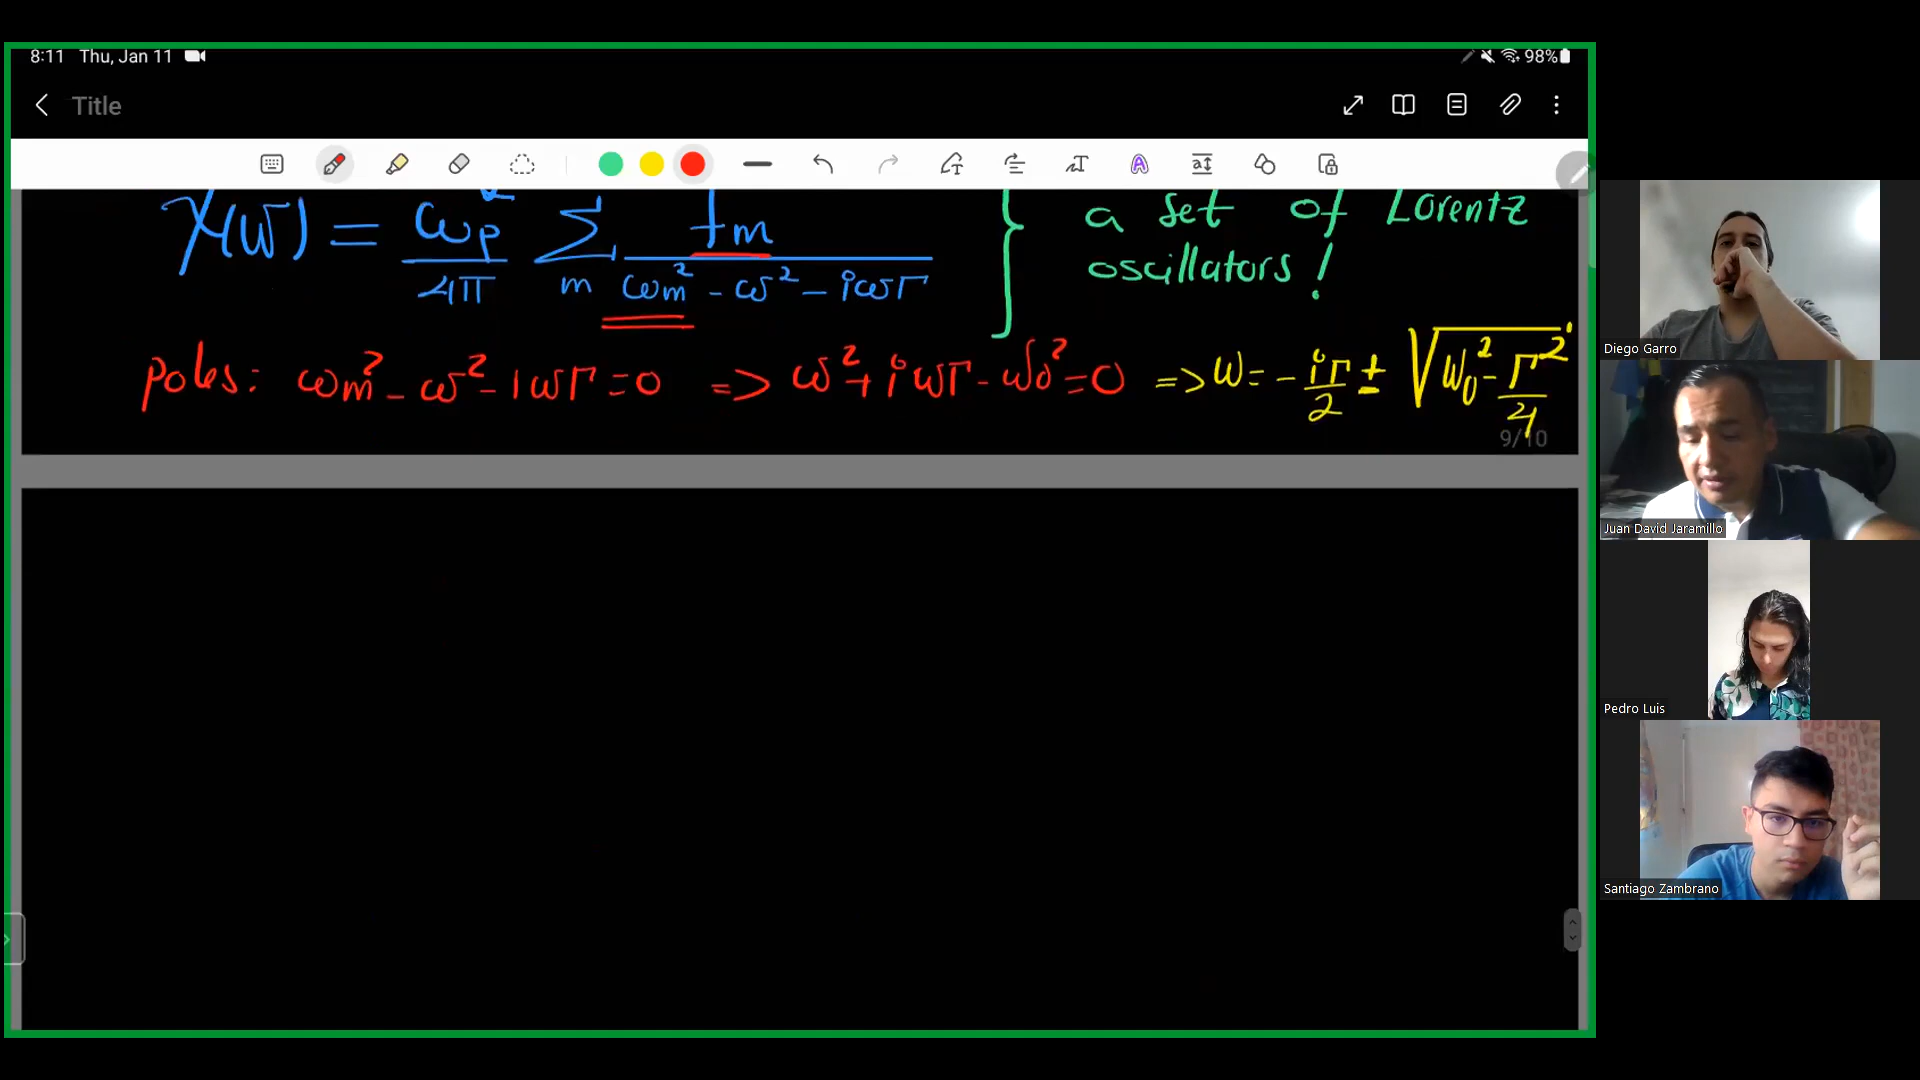 8:11 Thu, Jan 11 98%
Title
χ(ω) = ωp²/4π Σm fm/(ωm² - ω² - iωΓ) } a set of Lorentz
oscillators!
poles: ωm² - ω² - iωΓ = 0 => ω² + iωΓ - ω0² = 0 => ω = -iΓ/2 ± √(ω0² - Γ²/4)
9/10
Diego Garro
Juan David Jaramillo
Pedro Luis
Santiago Zambrano